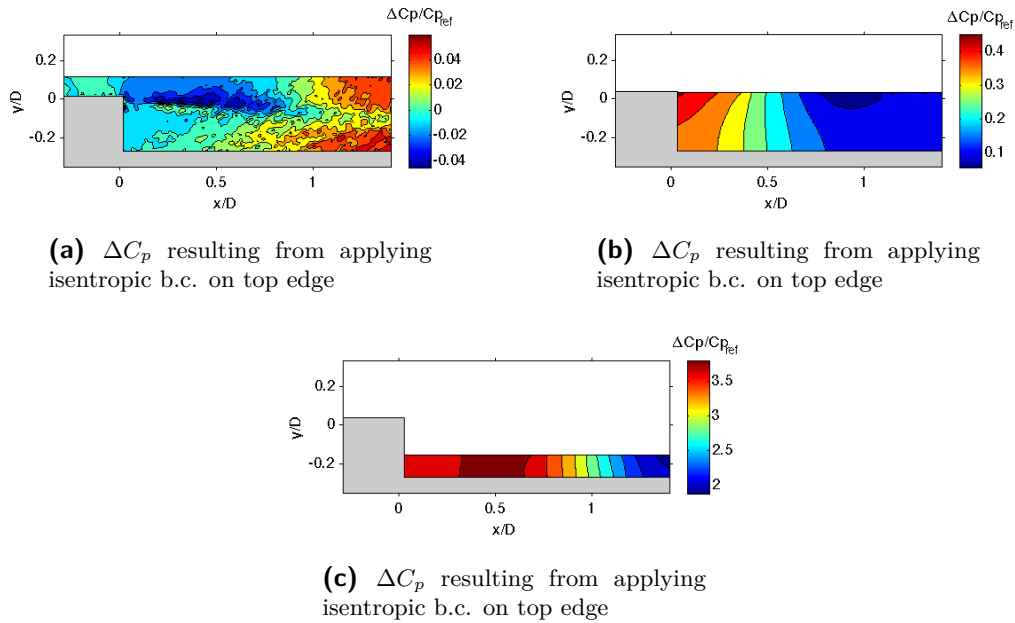 ΔCp/Cp_ref
0.2
0
-0.2
y/D
0
0.5
1
x/D
0.04
0.02
0
-0.02
-0.04
(a) ΔC_p resulting from applying
isentropic b.c. on top edge
ΔCp/Cp_ref
0.2
0
-0.2
y/D
0
0.5
1
x/D
0.4
0.3
0.2
0.1
(b) ΔC_p resulting from applying
isentropic b.c. on top edge
ΔCp/Cp_ref
0.2
0
-0.2
y/D
0
0.5
1
x/D
3.5
3
2.5
2
(c) ΔC_p resulting from applying
isentropic b.c. on top edge